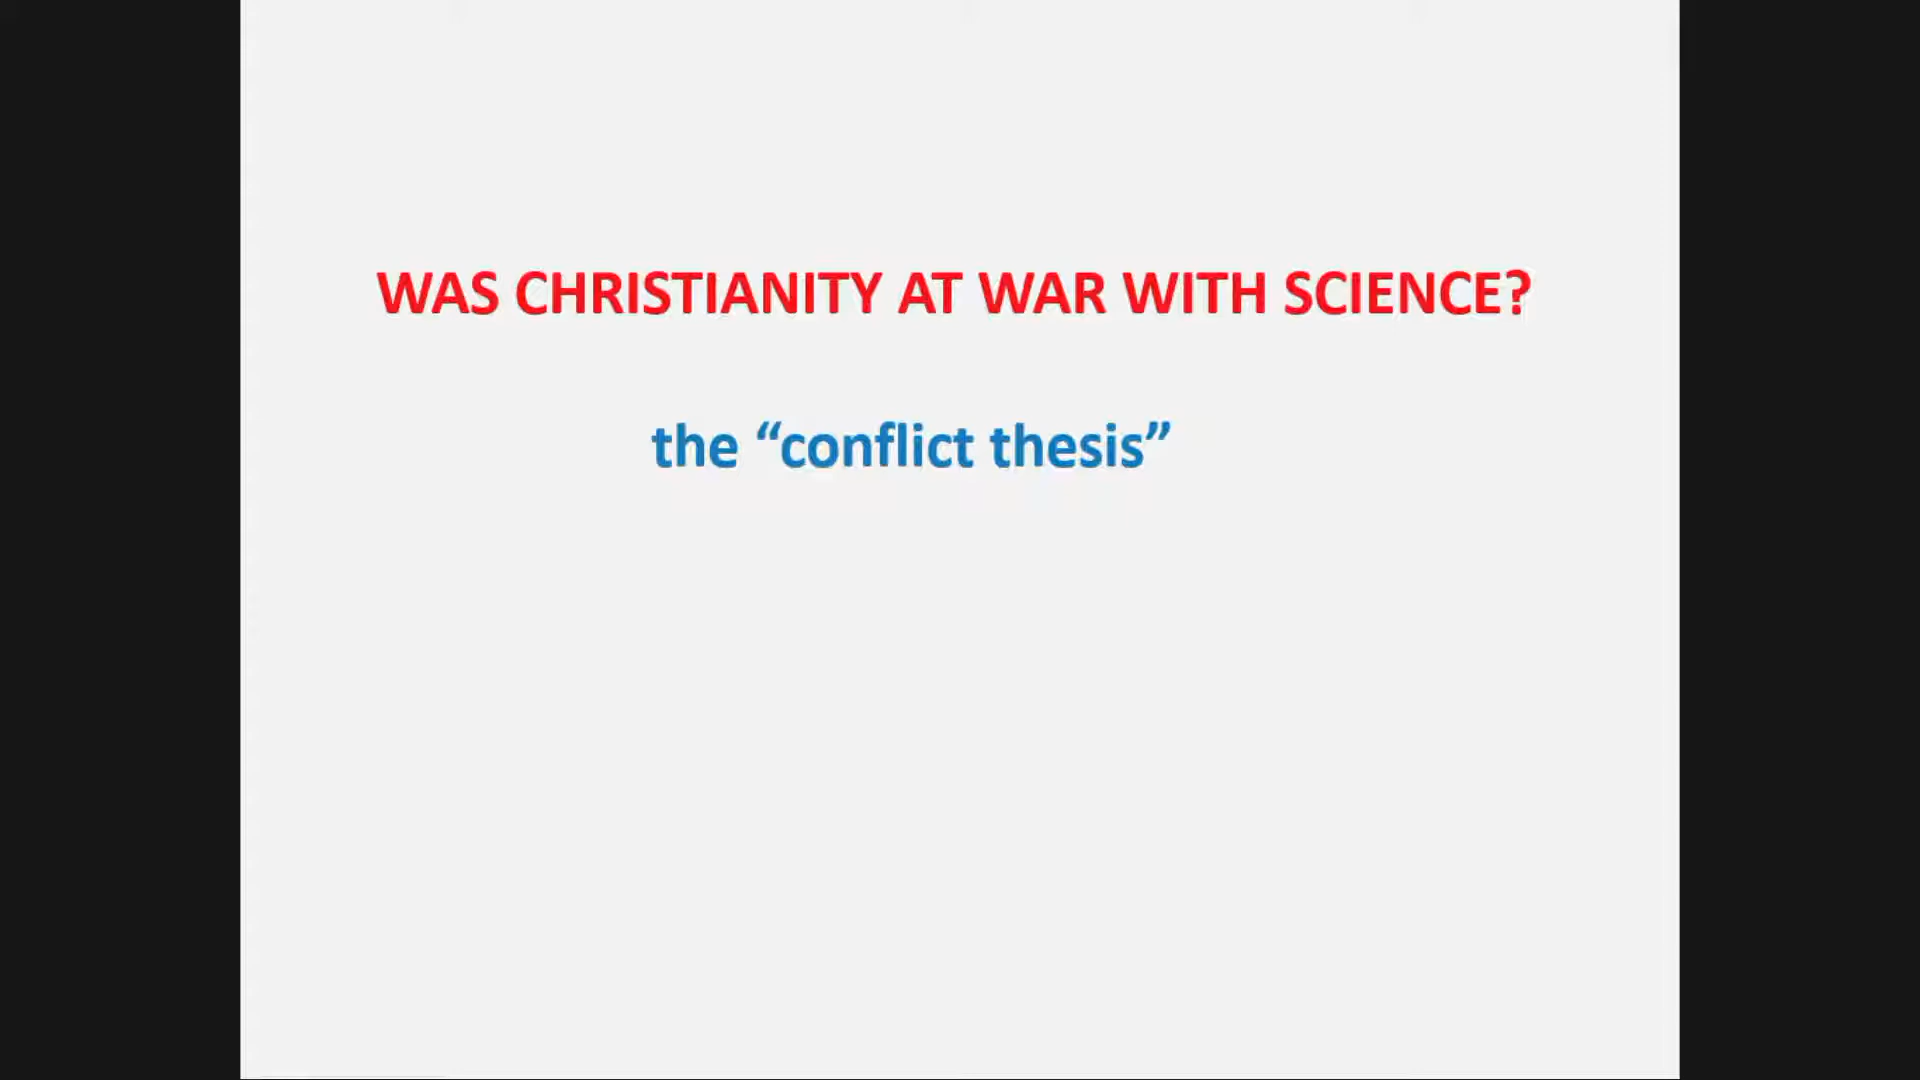 WAS CHRISTIANITY AT WAR WITH SCIENCE?
the “conflict thesis”